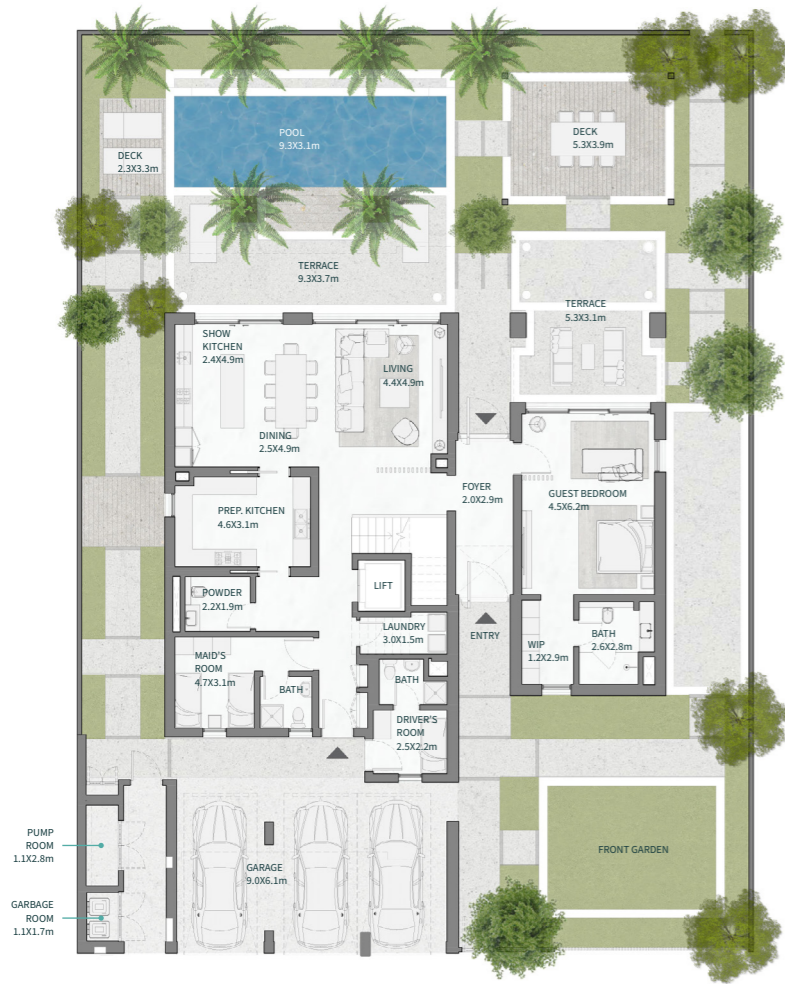 POOL
9.3X3.1m
DECK
5.3X3.9m
DECK
2.3X3.3m
TERRACE
9.3X3.7m
TERRACE
5.3X3.1m
SHOW
KITCHEN
2.4X4.9m
LIVING
4.4X4.9m
DINING
2.5X4.9m
FOYER
2.0X2.9m
GUEST BEDROOM
4.5X6.2m
PREP. KITCHEN
4.6X3.1m
LIFT
POWDER
2.2X1.9m
LAUNDRY
3.0X1.5m
ENTRY
WIP
1.2X2.9m
BATH
2.6X2.8m
MAID'S
ROOM
4.7X3.1m
BATH
BATH
DRIVER'S
ROOM
2.5X2.2m
PUMP
ROOM
1.1X2.8m
GARAGE
9.0X6.1m
FRONT GARDEN
GARBAGE
ROOM
1.1X1.7m